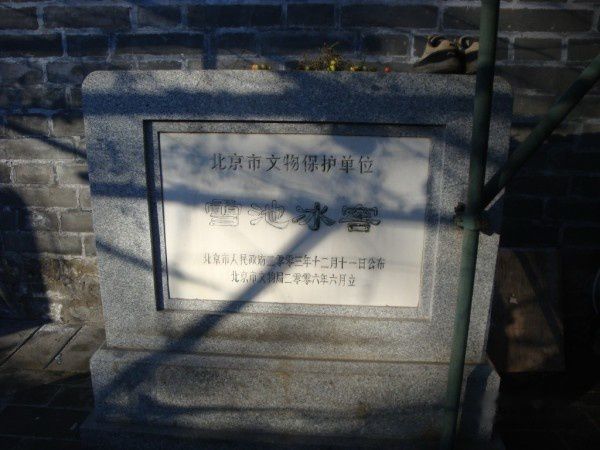 北京市文物保护单位
雪池冰窖
北京市人民政府二零零三年十二月十一日公布
北京市文物局二零零六年六月立